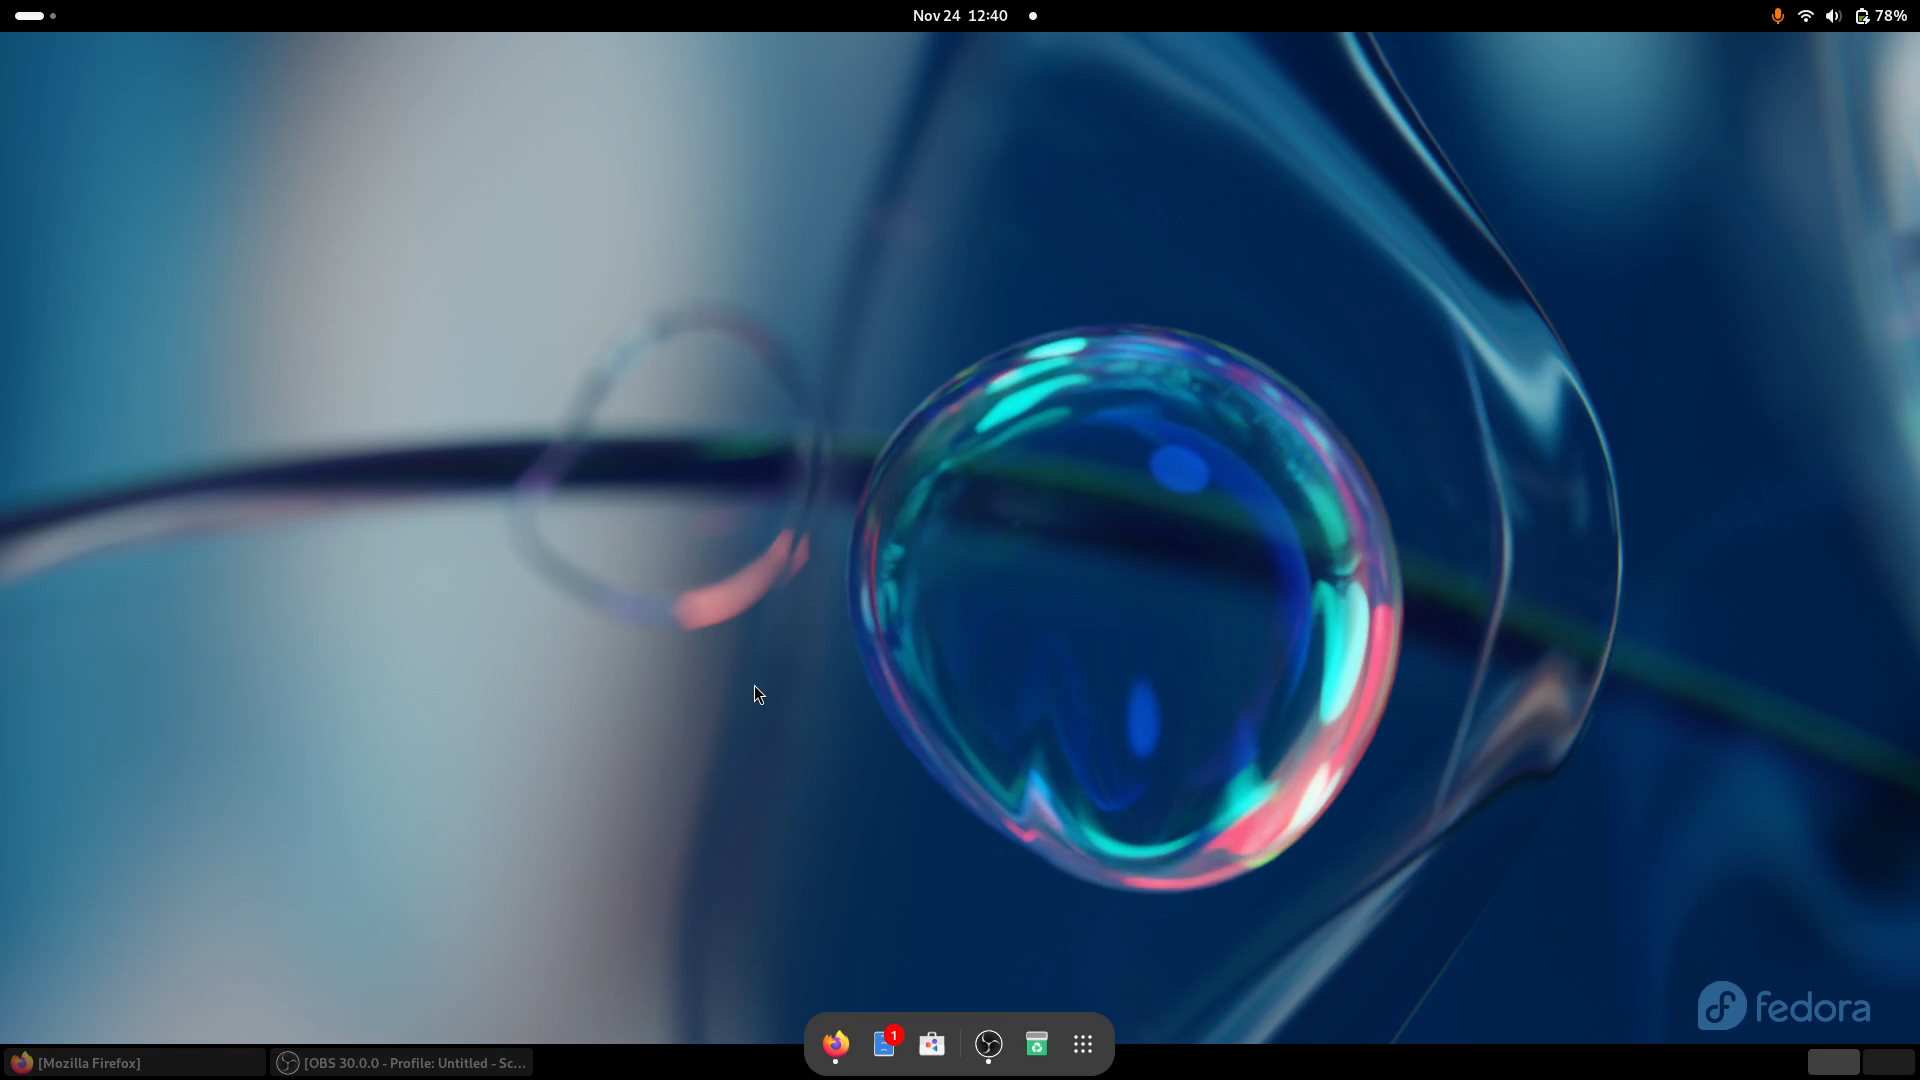 Nov 24 12:40
78%
fedora
1
[Mozilla Firefox]
[OBS 30.0.0 - Profile: Untitled - Sc...